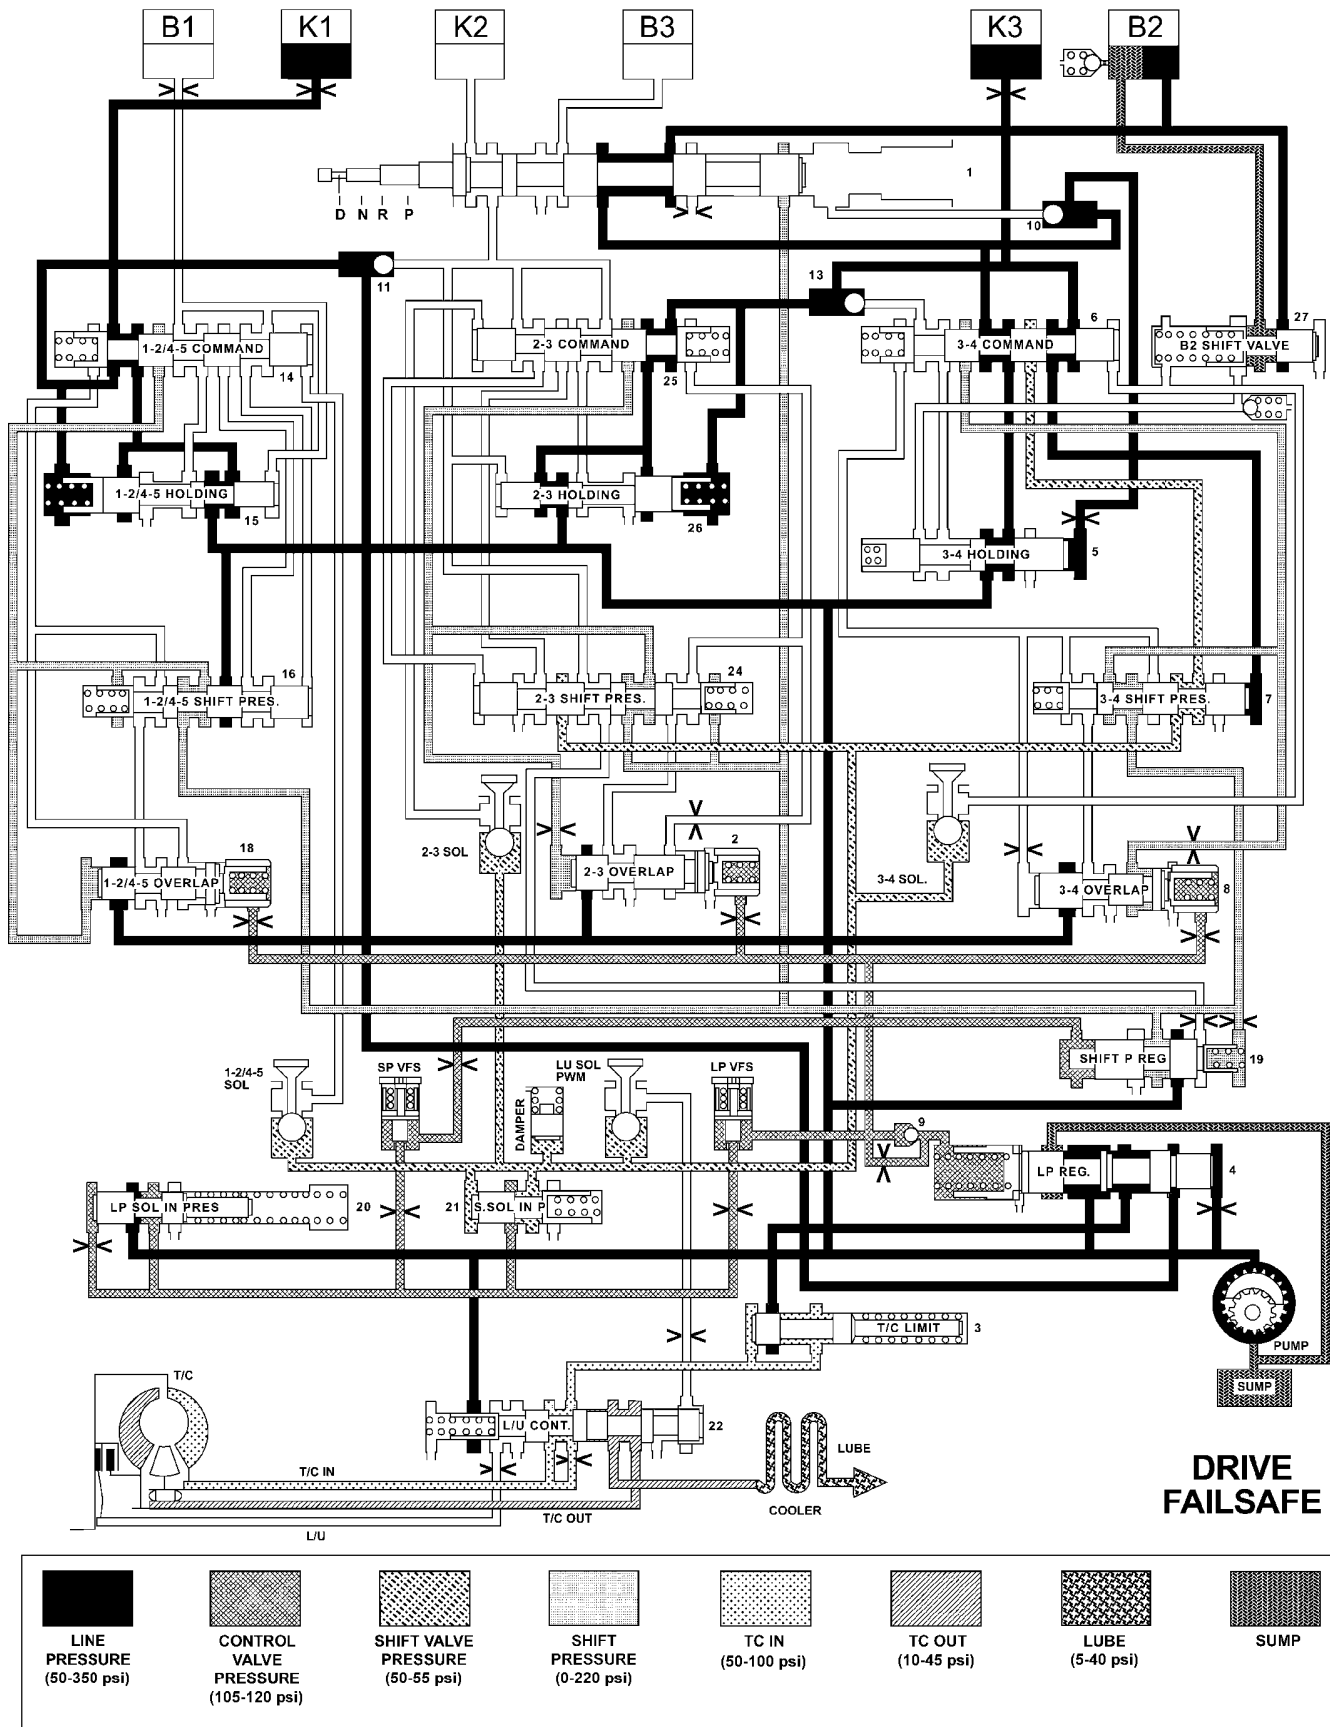 B1
K1
K2
B3
K3
B2
1
D N R P
10
11
13
6
27
1-2/4-5 COMMAND
2-3 COMMAND
3-4 COMMAND
B2 SHIFT VALVE
14
25
1-2/4-5 HOLDING
2-3 HOLDING
15
26
3-4 HOLDING
5
16
24
1-2/4-5 SHIFT PRES.
2-3 SHIFT PRES.
3-4 SHIFT PRES.
7
18
2-3 SOL
2
3-4 SOL.
1-2/4-5 OVERLAP
2-3 OVERLAP
3-4 OVERLAP
8
1-2/4-5
SOL
SP VFS
LU SOL
PWM
LP VFS
SHIFT P REG
19
DAMPER
9
LP REG.
4
LP SOL IN PRES
20
21
S.SOL IN P
T/C LIMIT
3
PUMP
SUMP
T/C
L/U CONT.
22
LUBE
T/C IN
COOLER
T/C OUT
L/U
DRIVE
FAILSAFE
LINE
PRESSURE
(50-350 psi)
CONTROL
VALVE
PRESSURE
(105-120 psi)
SHIFT VALVE
PRESSURE
(50-55 psi)
SHIFT
PRESSURE
(0-220 psi)
TC IN
(50-100 psi)
TC OUT
(10-45 psi)
LUBE
(5-40 psi)
SUMP